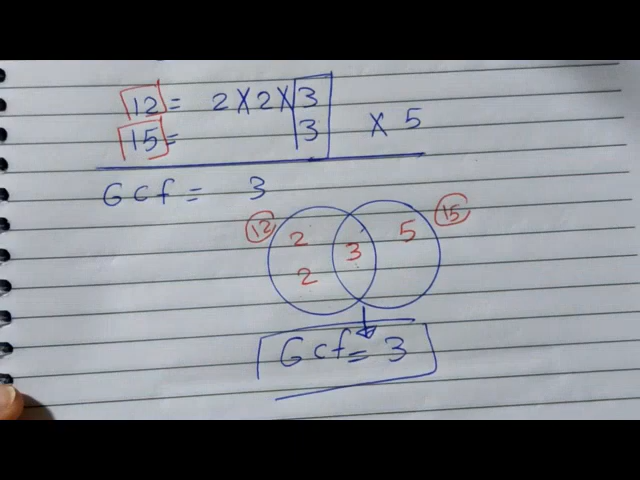 12 = 2 X 2 X 3
15 = 3 X 5
GCf = 3
12 15
2 3 5
2
GCf = 3